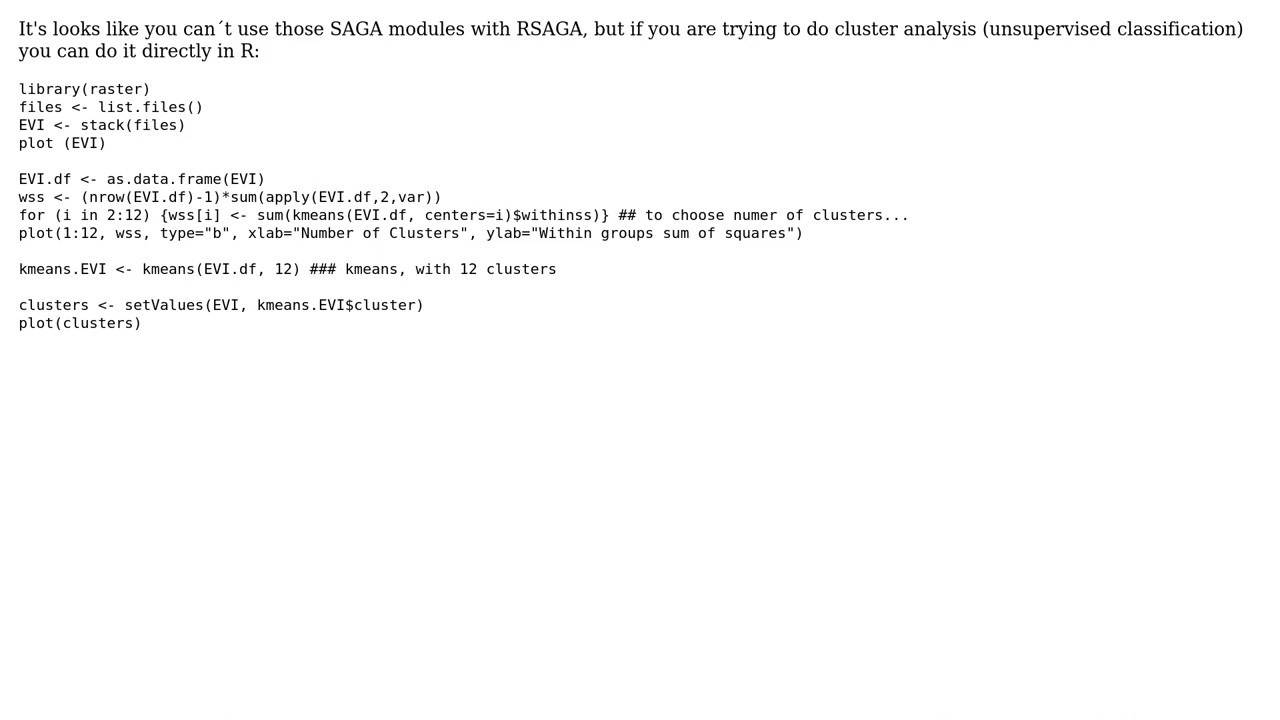 It's looks like you can´t use those SAGA modules with RSAGA, but if you are trying to do cluster analysis (unsupervised classification)
you can do it directly in R:
library(raster)
files <- list.files()
EVI <- stack(files)
plot (EVI)
EVI.df <- as.data.frame(EVI)
wss <- (nrow(EVI.df)-1)*sum(apply(EVI.df,2,var))
for (i in 2:12) {wss[i] <- sum(kmeans(EVI.df, centers=i)$withinss)} ## to choose numer of clusters...
plot(1:12, wss, type="b", xlab="Number of Clusters", ylab="Within groups sum of squares")
kmeans.EVI <- kmeans(EVI.df, 12) ### kmeans, with 12 clusters
clusters <- setValues(EVI, kmeans.EVI$cluster)
plot(clusters)